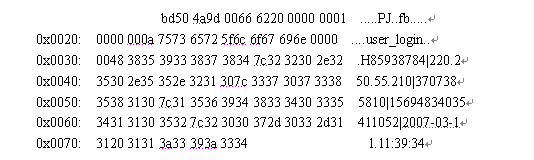 bd50 4a9d 0066 6220 0000 0001 .....PJ..fb.....
0x0020: 0000 000a 7573 6572 5f6c 6f67 696e 0000 ....user_login..
0x0030: 0048 3835 3933 3837 3834 7c32 3230 2e32 .H85938784|220.2
0x0040: 3530 2e35 352e 3231 307c 3337 3037 3338 50.55.210|370738
0x0050: 3538 3130 7c31 3536 3934 3833 3430 3335 5810|15694834035
0x0060: 3431 3130 3532 7c32 3030 372d 3033 2d31 411052|2007-03-1
0x0070: 3120 3131 3a33 393a 3334 1.11:39:34